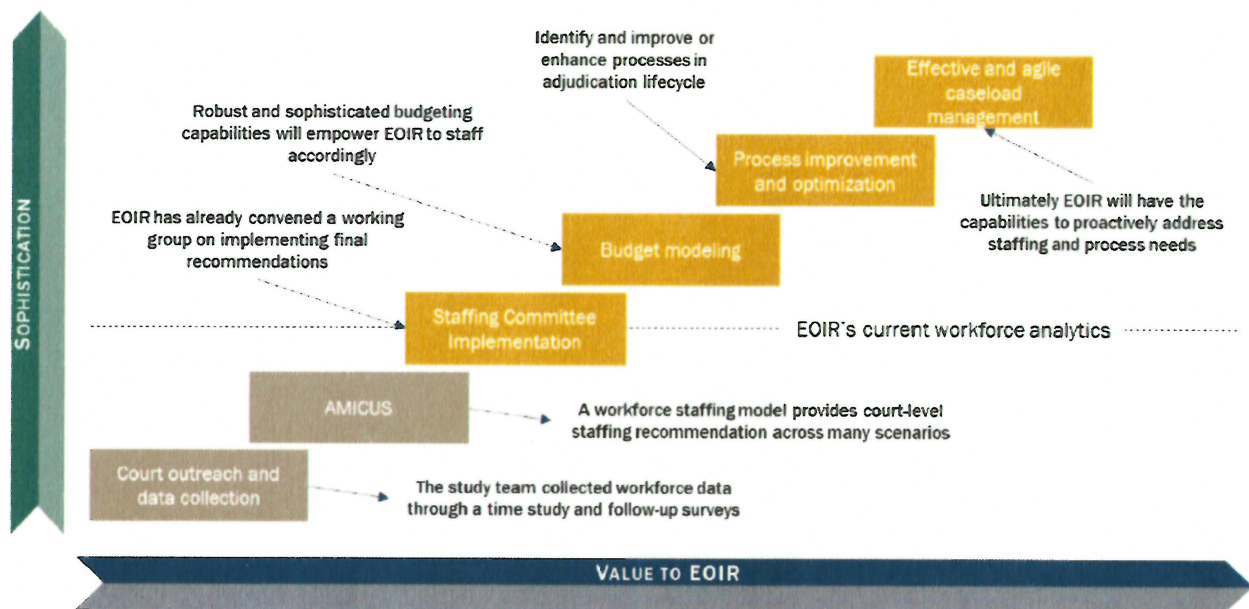 Identify and improve or
enhance processes in
adjudication lifecycle
Effective and agile
caseload
management
Robust and sophisticated budgeting
capabilities will empower EOIR to staff
accordingly
Process improvement
and optimization
Ultimately EOIR will have the
capabilities to proactively address
staffing and process needs
EOIR has already convened a working
group on implementing final
recommendations
Budget modeling
Staffing Committee
Implementation
EOIR's current workforce analytics
AMICUS
A workforce staffing model provides court-level
staffing recommendation across many scenarios
Court outreach and
data collection
The study team collected workforce data
through a time study and follow-up surveys
SOPHISTICATION
VALUE TO EOIR